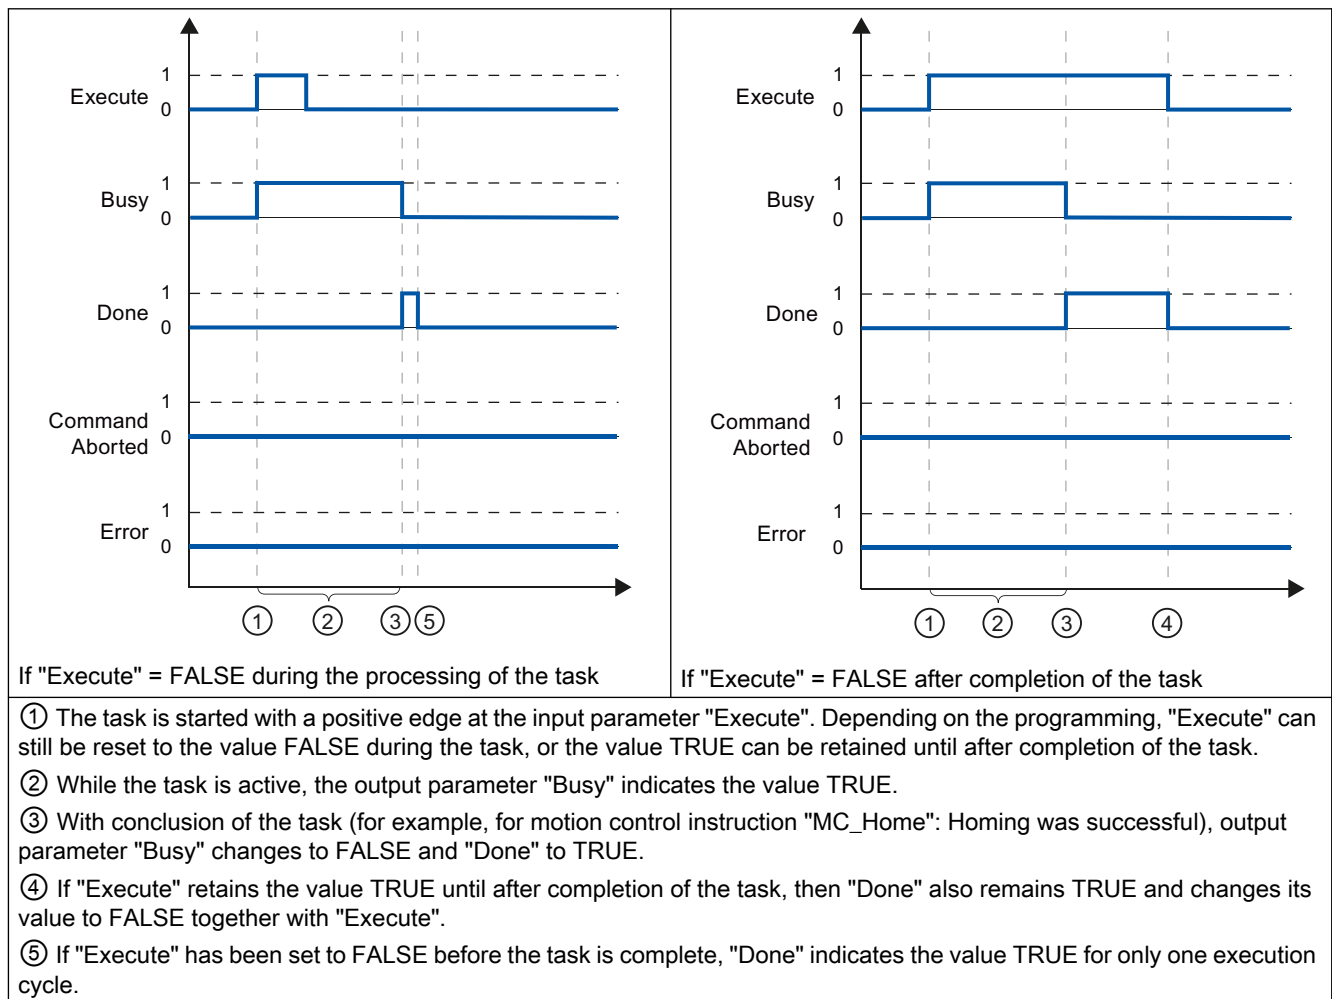 Execute 1
0
Busy 1
0
Done 1
0
Command
Aborted 1
0
Error 1
0
① ② ③ ⑤
If "Execute" = FALSE during the processing of the task
Execute 1
0
Busy 1
0
Done 1
0
Command
Aborted 1
0
Error 1
0
① ② ③ ④
If "Execute" = FALSE after completion of the task
① The task is started with a positive edge at the input parameter "Execute". Depending on the programming, "Execute" can
still be reset to the value FALSE during the task, or the value TRUE can be retained until after completion of the task.
② While the task is active, the output parameter "Busy" indicates the value TRUE.
③ With conclusion of the task (for example, for motion control instruction "MC_Home": Homing was successful), output
parameter "Busy" changes to FALSE and "Done" to TRUE.
④ If "Execute" retains the value TRUE until after completion of the task, then "Done" also remains TRUE and changes its
value to FALSE together with "Execute".
⑤ If "Execute" has been set to FALSE before the task is complete, "Done" indicates the value TRUE for only one execution
cycle.